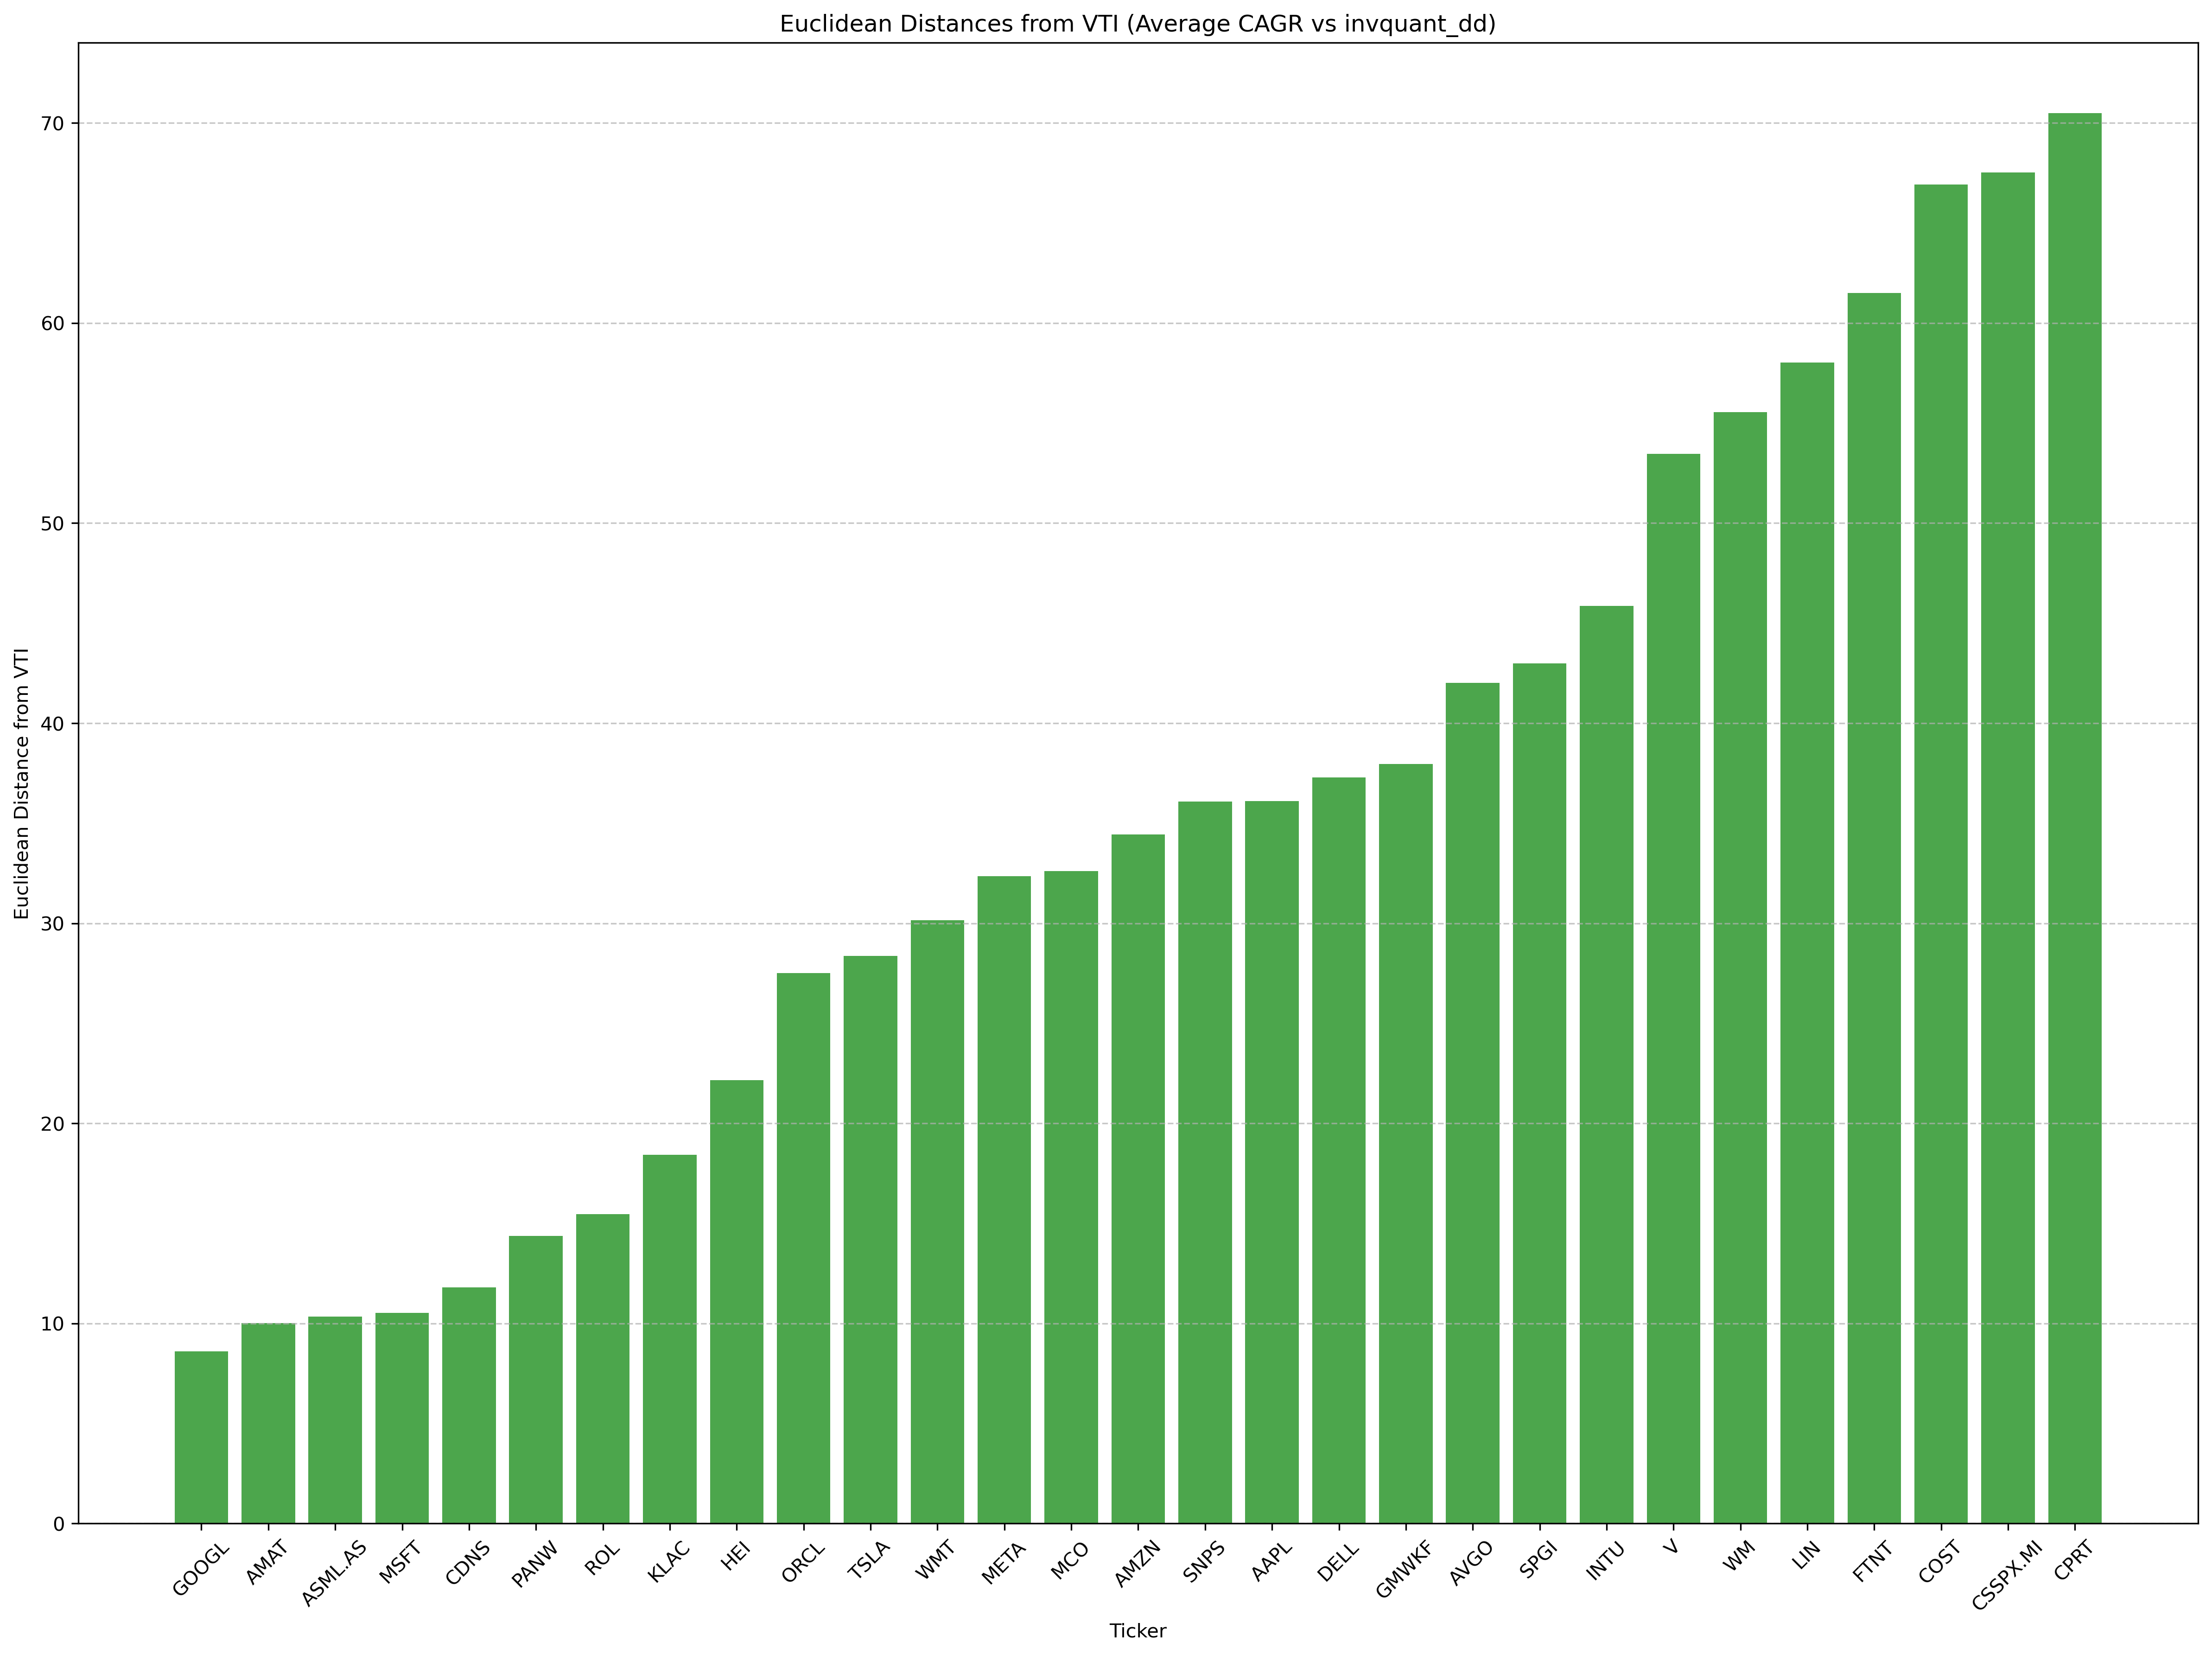 Euclidean Distances from VTI (Average CAGR vs invquant_dd)
Euclidean Distance from VTI
70
60
50
40
30
20
10
0
GOOGL
AMAT
ASML.AS
MSFT
CDNS
PANW
ROL
KLAC
HEI
ORCL
TSLA
WMT
META
MCO
AMZN
SNPS
AAPL
DELL
GMWKF
AVGO
SPGI
INTU
V
WM
LIN
FTNT
COST
CSSPX.MI
CPRT
Ticker